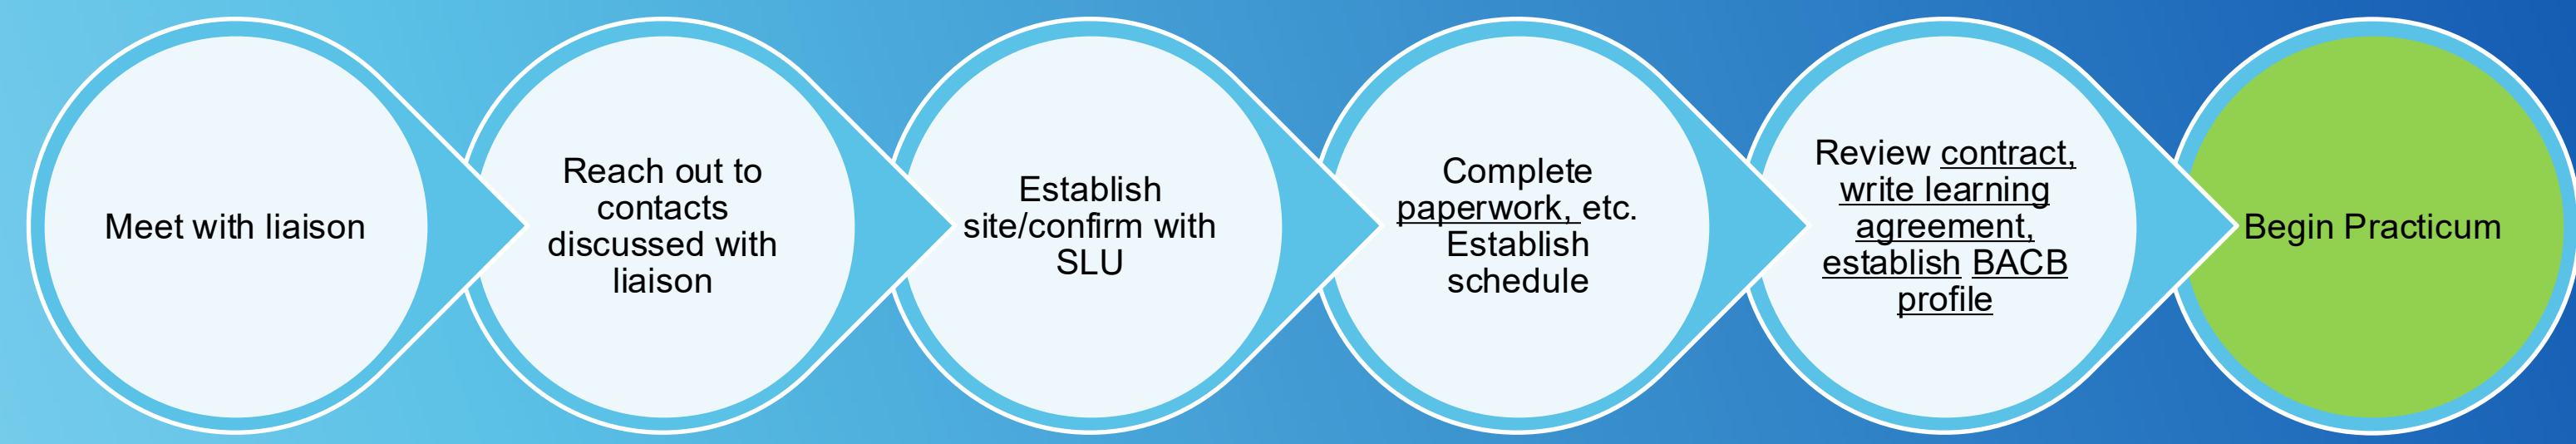 Meet with liaison
Reach out to
contacts
discussed with
liaison
Establish
site/confirm with
SLU
Complete
paperwork, etc.
Establish
schedule
Review contract,
write learning
agreement,
establish BACB
profile
Begin Practicum